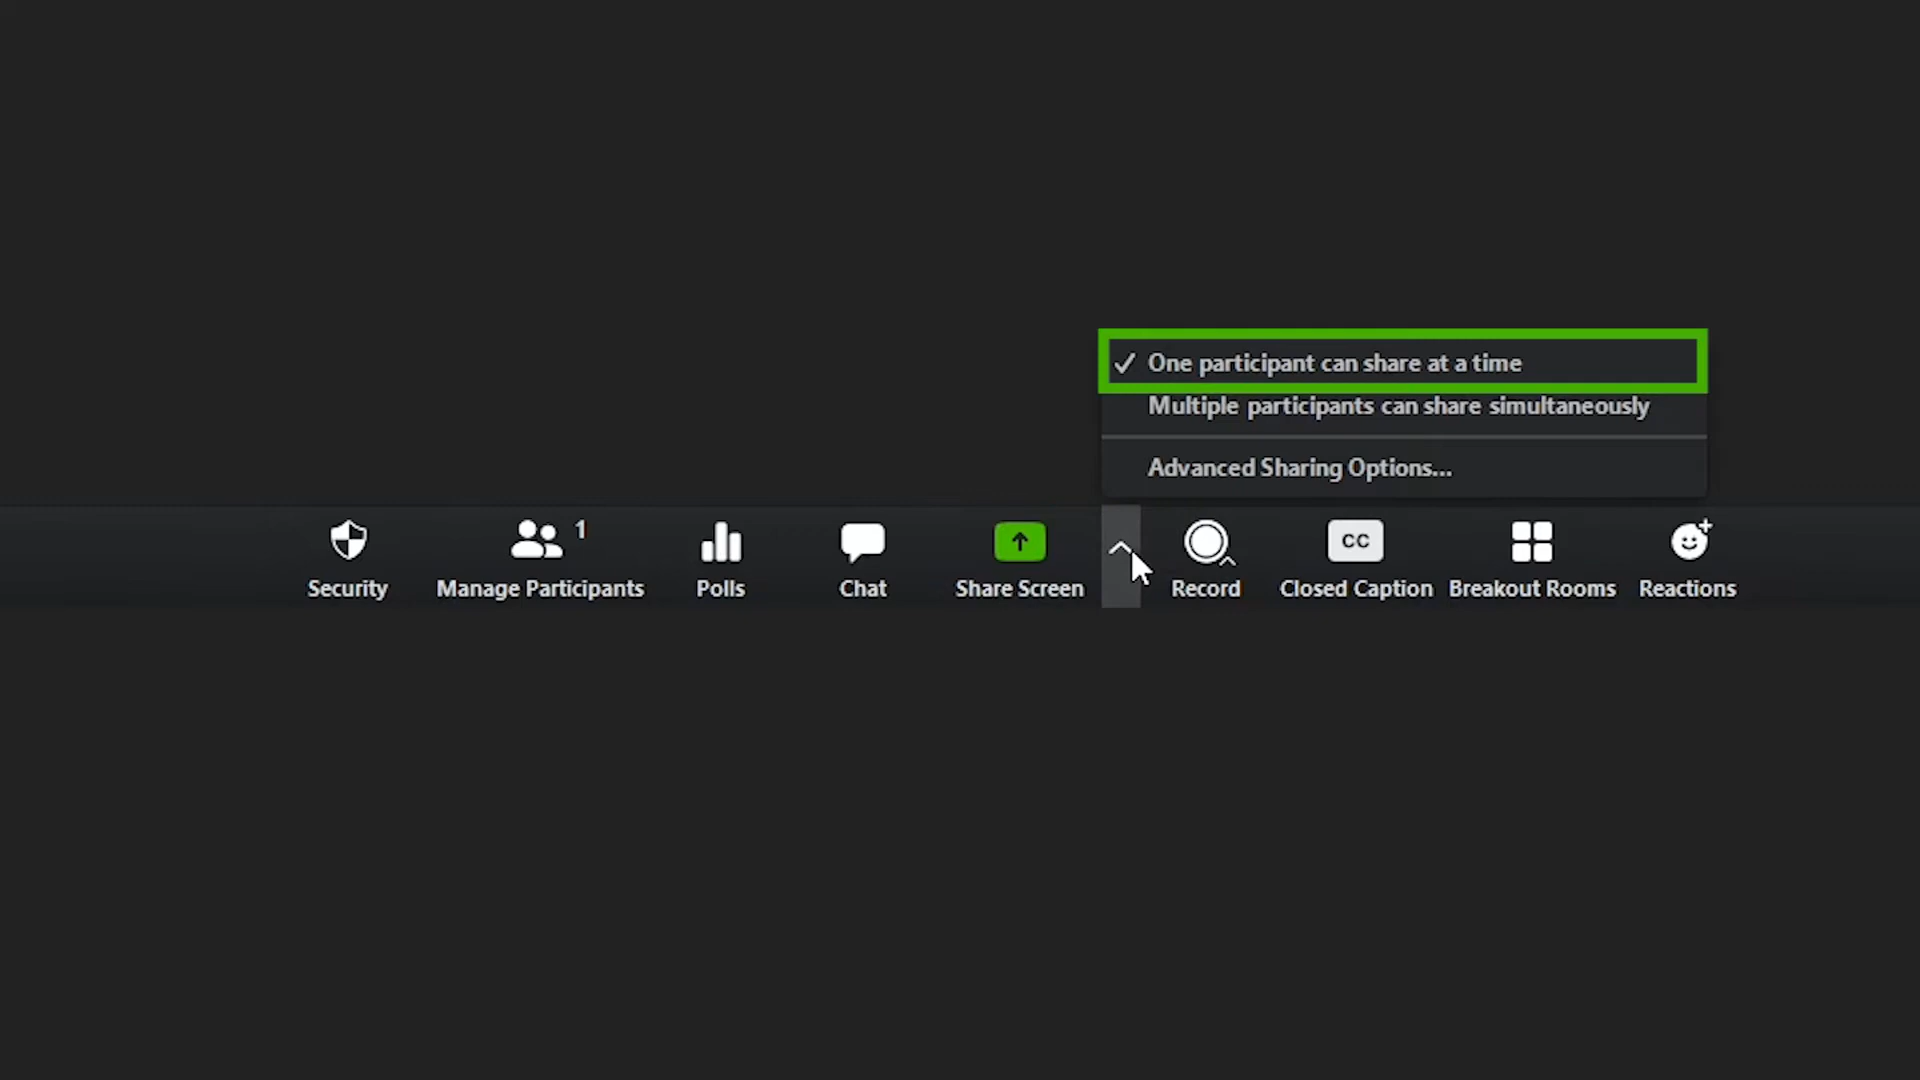 One participant can share at a time
Multiple participants can share simultaneously
Advanced Sharing Options...
1
CC
Security
Manage Participants
Polls
Chat
Share Screen
Record
Closed Caption
Breakout Rooms
Reactions